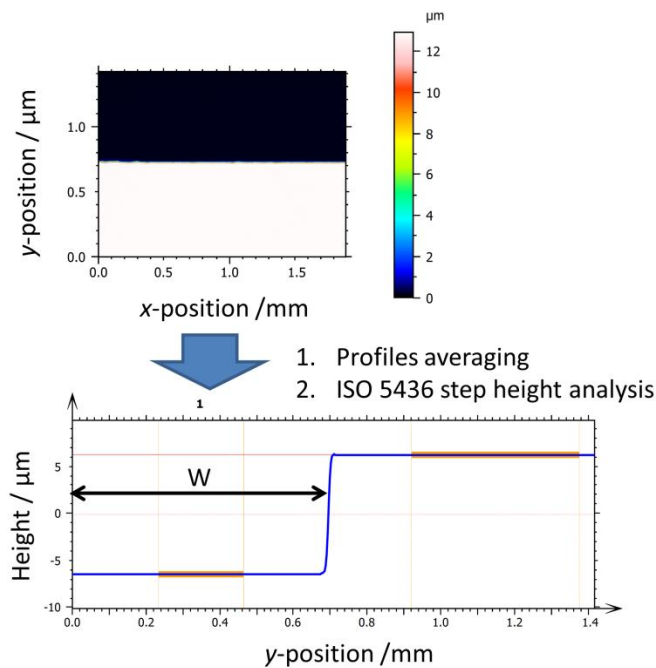 µm
12
10
8
6
4
2
0
y-position / µm
1.0
0.5
0.0
0.0 0.5 1.0 1.5
x-position /mm
1. Profiles averaging
2. ISO 5436 step height analysis
1
Height / µm
5
0
-5
-10
W
0.0 0.2 0.4 0.6 0.8 1.0 1.2 1.4
y-position /mm